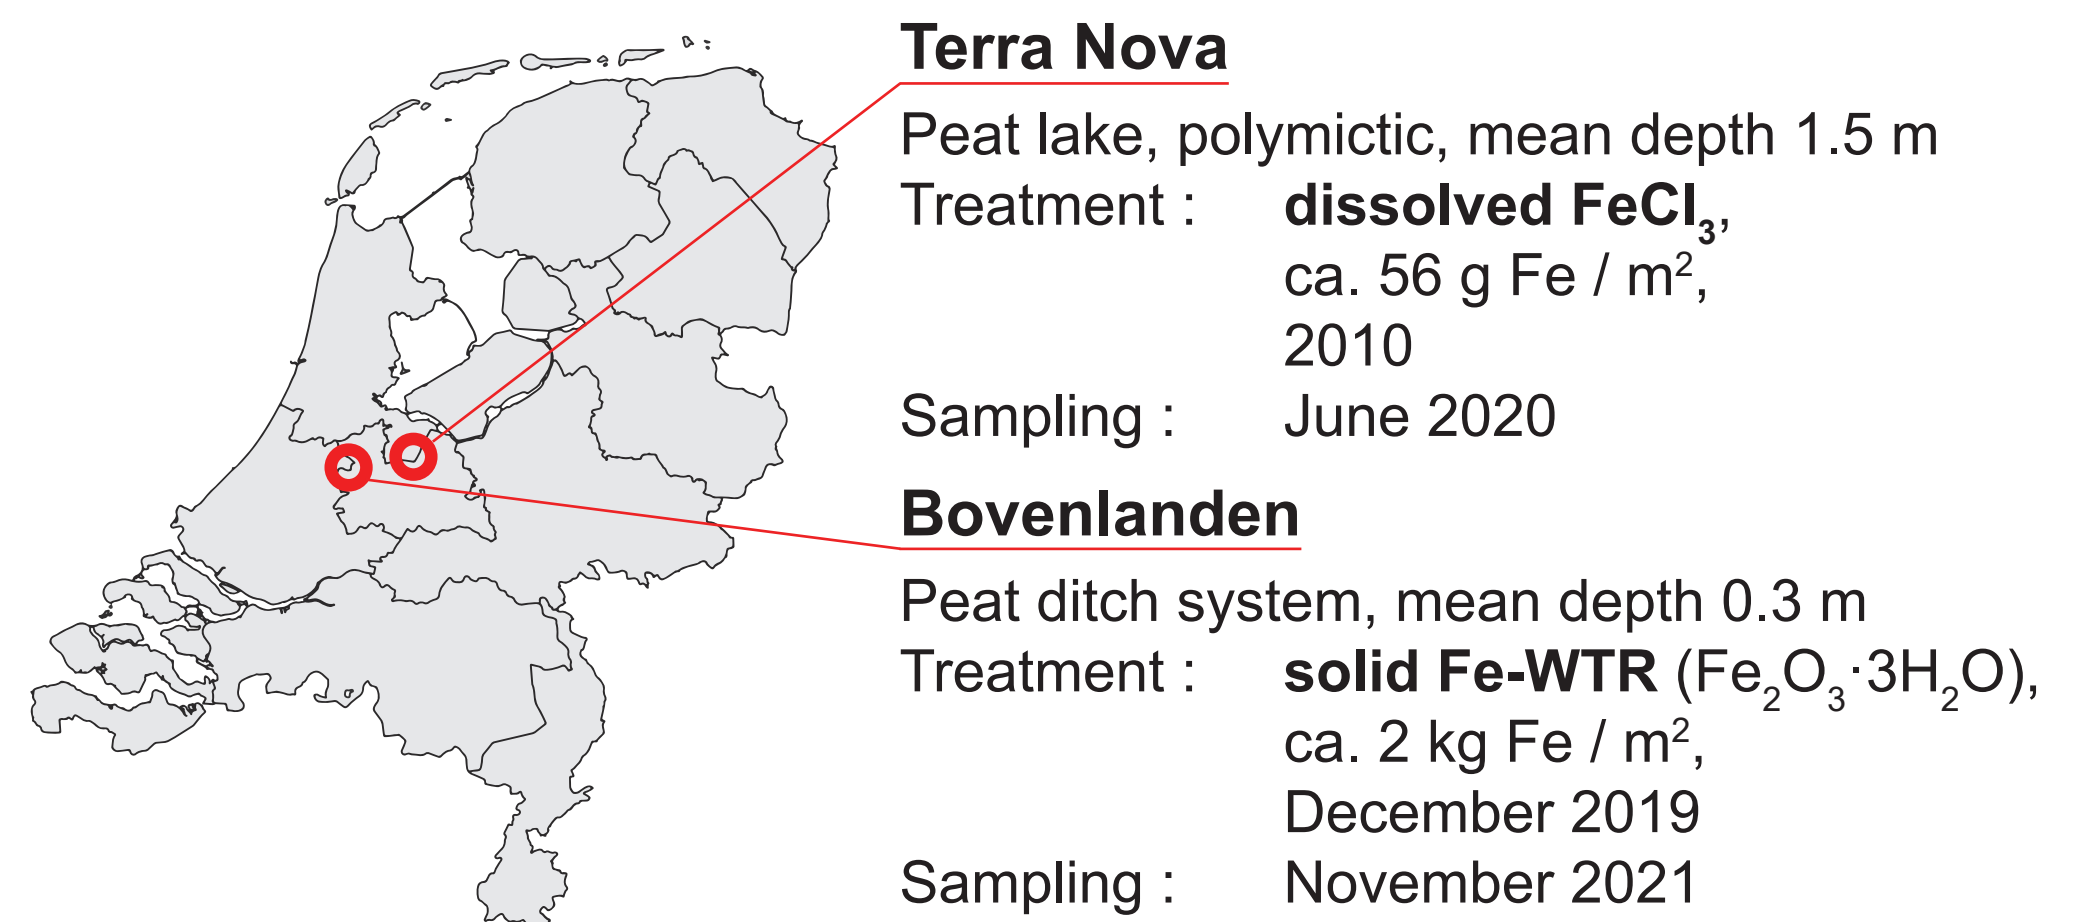 Terra Nova
Peat lake, polymictic, mean depth 1.5 m
Treatment : dissolved FeCl₃,
ca. 56 g Fe / m²,
2010
Sampling : June 2020
Bovenlanden
Peat ditch system, mean depth 0.3 m
Treatment : solid Fe-WTR (Fe₂O₃·3H₂O),
ca. 2 kg Fe / m²,
December 2019
Sampling : November 2021